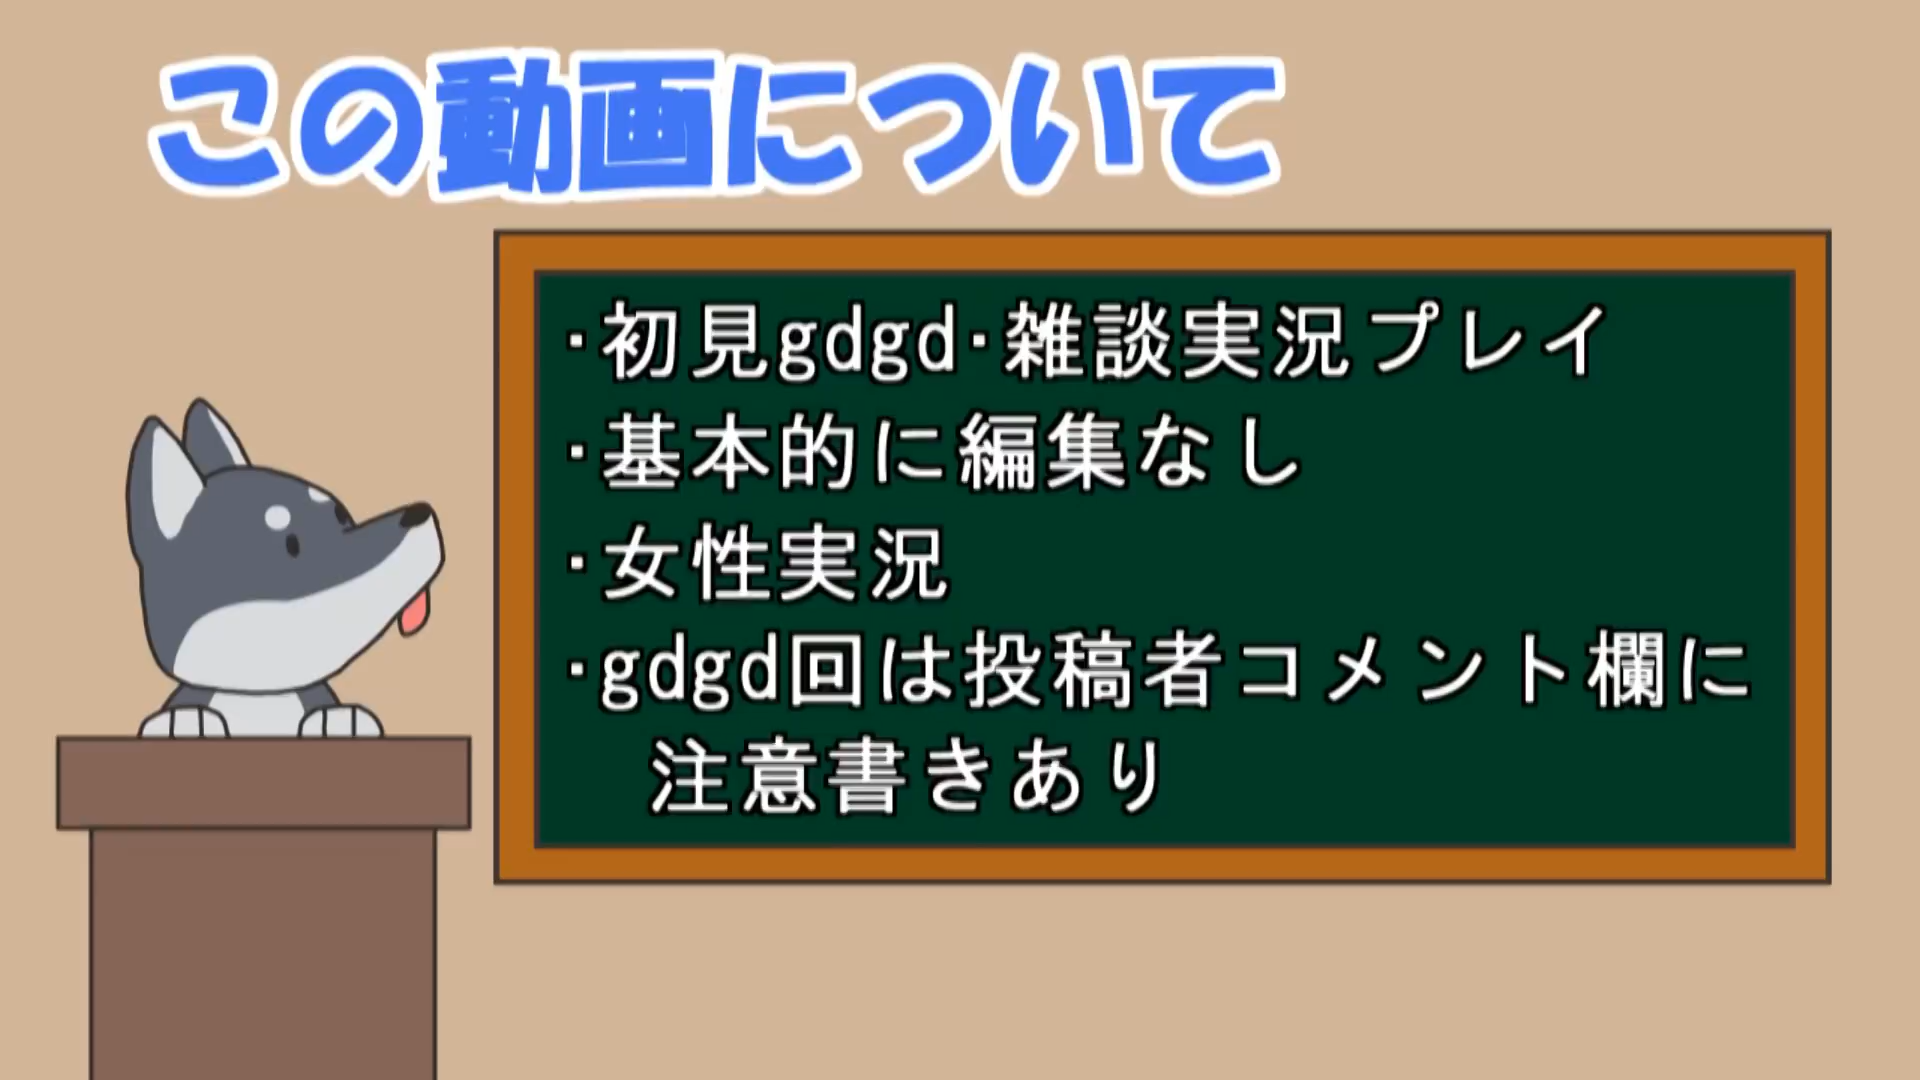 この動画について
・初見gdgd・雑談実況プレイ
・基本的に編集なし
・女性実況
・gdgd回は投稿者コメント欄に
注意書きあり